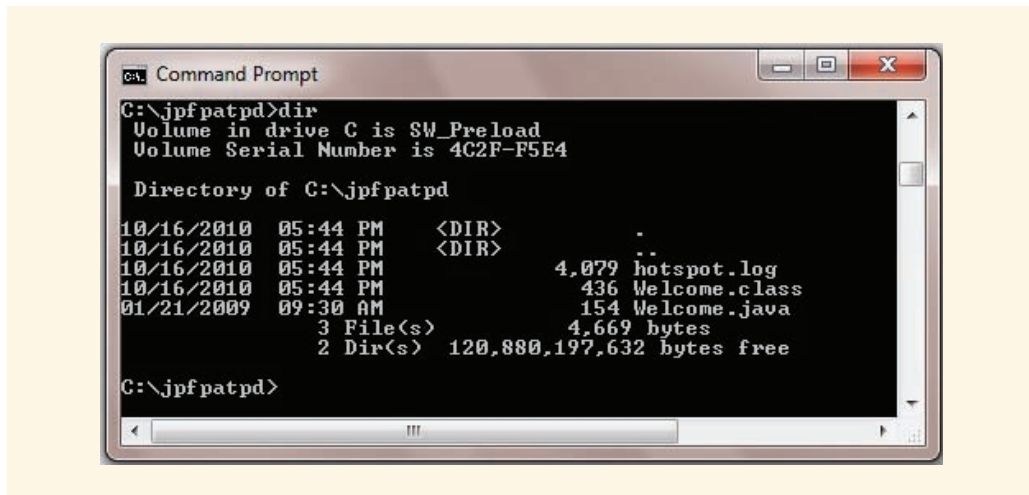 Command Prompt
C:\jpfpatpd>dir
 Volume in drive C is SW_Preload
 Volume Serial Number is 4C2F-F5E4

 Directory of C:\jpfpatpd

10/16/2010  05:44 PM    <DIR>          .
10/16/2010  05:44 PM    <DIR>          ..
10/16/2010  05:44 PM             4,079 hotspot.log
10/16/2010  05:44 PM               436 Welcome.class
01/21/2009  09:30 AM               154 Welcome.java
               3 File(s)          4,669 bytes
               2 Dir(s)  120,880,197,632 bytes free

C:\jpfpatpd>